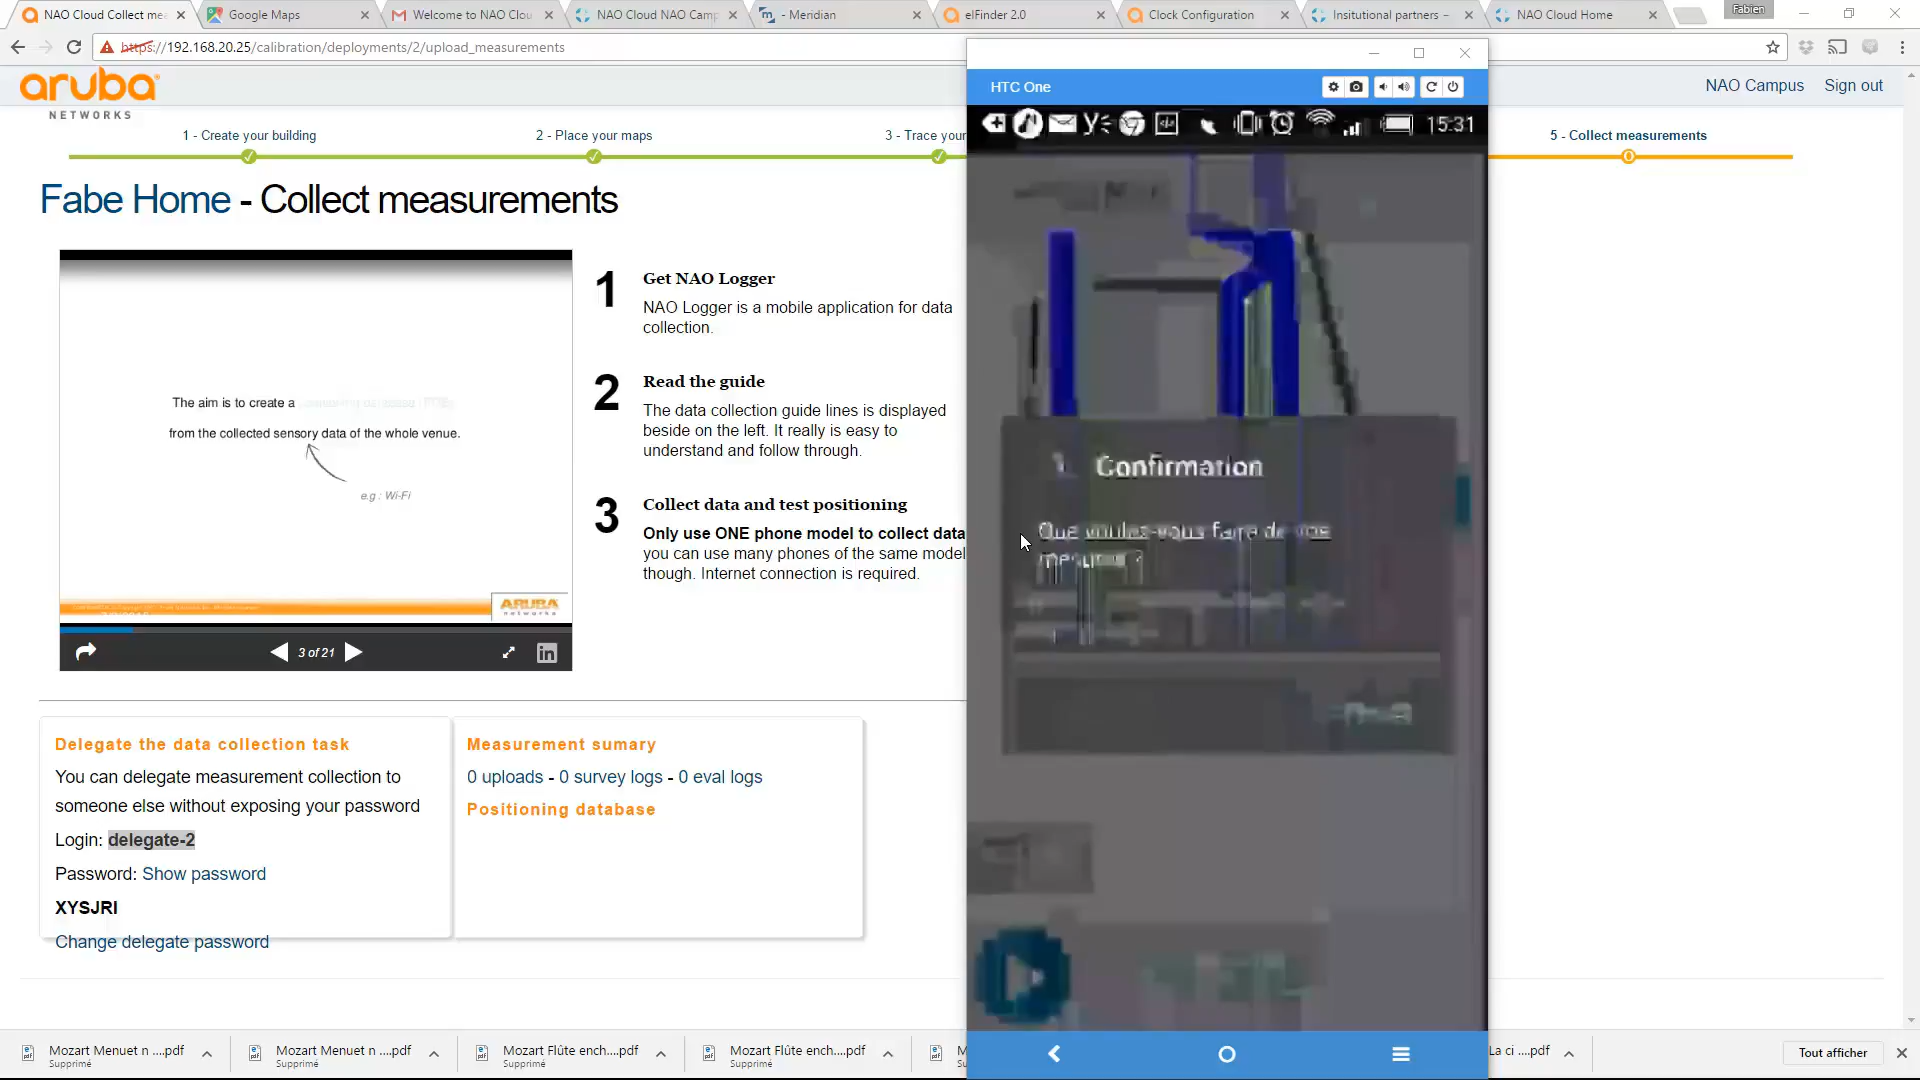 NAO Cloud Collect mea
Google Maps
Welcome to NAO Clou
NAO Cloud NAO Camp
- Meridian
elFinder 2.0
Clock Configuration
Insitutional partners –
NAO Cloud Home
Fabien
https://192.168.20.25/calibration/deployments/2/upload_measurements
aruba
NETWORKS
NAO Campus
Sign out
1 - Create your building
2 - Place your maps
3 - Trace your
5 - Collect measurements
Fabe Home - Collect measurements
The aim is to create a
from the collected sensory data of the whole venue.
e.g : Wi-Fi
ARUBA
networks
3 of 21
1
Get NAO Logger
NAO Logger is a mobile application for data
collection.
2
Read the guide
The data collection guide lines is displayed
beside on the left. It really is easy to
understand and follow through.
3
Collect data and test positioning
Only use ONE phone model to collect data
you can use many phones of the same model
though. Internet connection is required.
Delegate the data collection task
You can delegate measurement collection to
someone else without exposing your password
Login: delegate-2
Password: Show password
XYSJRI
Change delegate password
Measurement sumary
0 uploads - 0 survey logs - 0 eval logs
Positioning database
HTC One
15:31
Confirmation
Que voulez-vous faire de vos
mesures ?
Mozart Menuet n ....pdf
Supprimé
Mozart Menuet n ....pdf
Supprimé
Mozart Flûte ench....pdf
Supprimé
Mozart Flûte ench....pdf
Supprimé
La ci ....pdf
Tout afficher